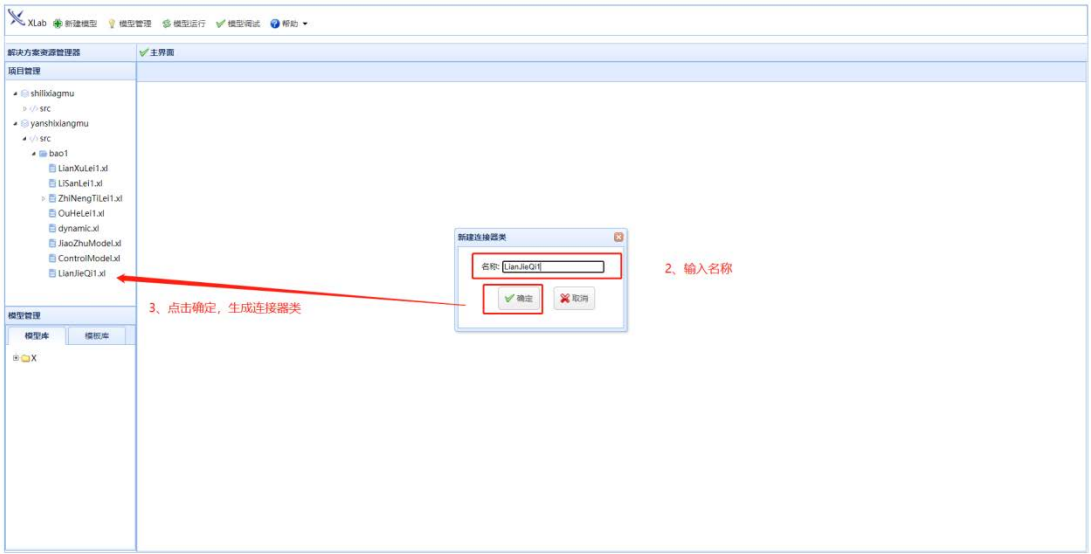 XLab 新建模型 模型管理 模型运行 模型调试 帮助
解决方案资源管理器
主界面
项目管理
shilixiagmu
src
yanshixiangmu
src
bao1
LianXuLei1.xl
LiSanLei1.xl
ZhiNengTiLei1.xl
OuHeLei1.xl
dynamic.xl
JiaoZhuModel.xl
ControlModel.xl
LianJieQi1.xl
新建连接器类
名称: LianJieQi1
确定 取消
2、输入名称
3、点击确定，生成连接器类
模型管理
模型库 模板库
X